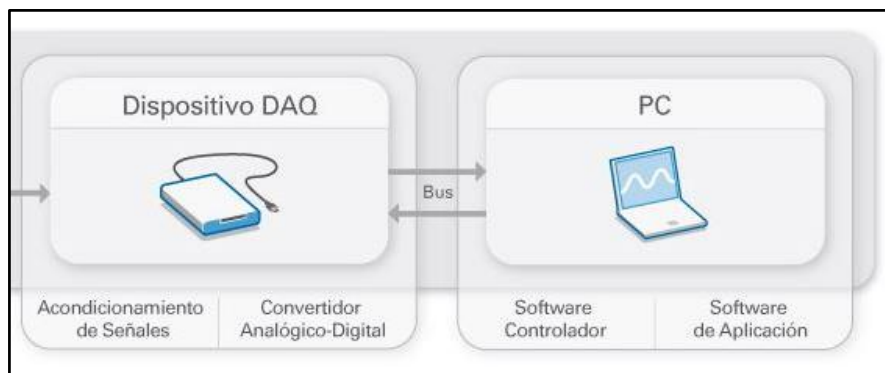 Dispositivo DAQ
PC
Bus
Acondicionamiento
de Señales
Convertidor
Analógico-Digital
Software
Controlador
Software
de Aplicación